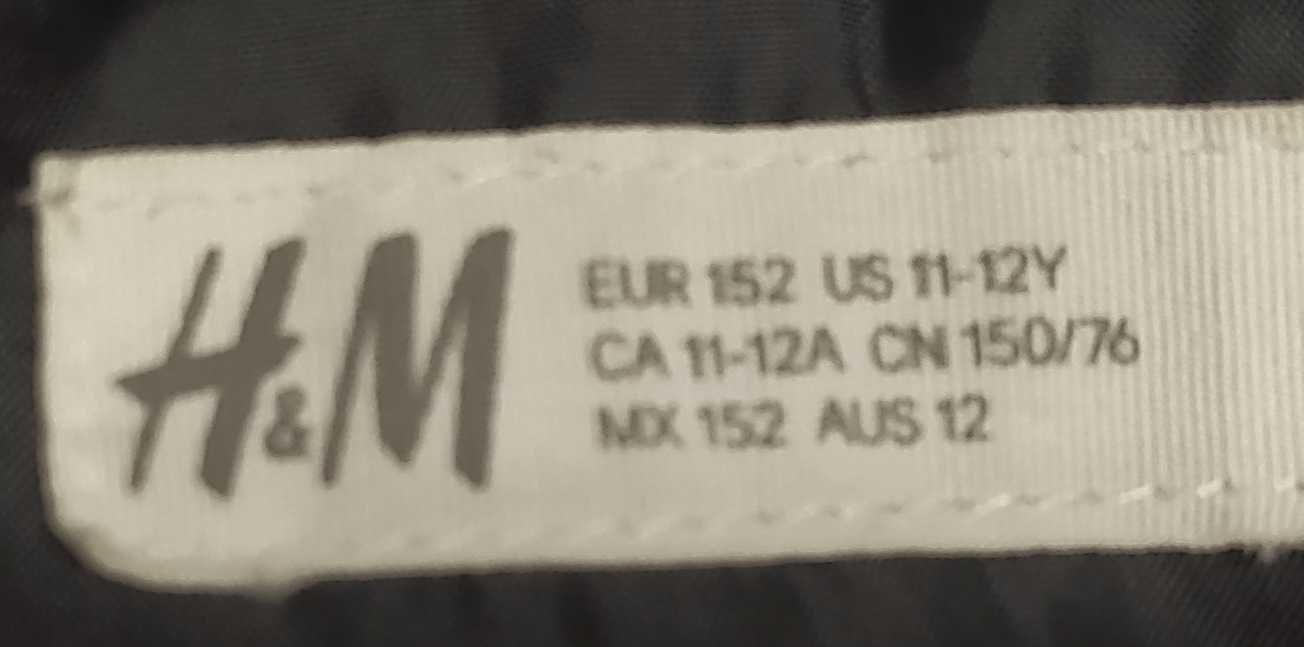 H&M
EUR 152 US 11-12Y
CA 11-12A CN 150/76
MX 152 AUS 12